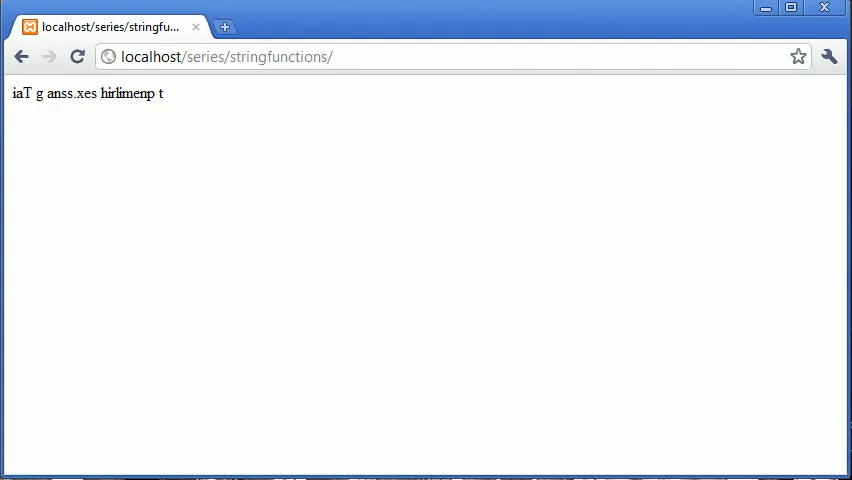 localhost/series/stringfu...
localhost/series/stringfunctions/
iaT g anss.xes hirlimenp t